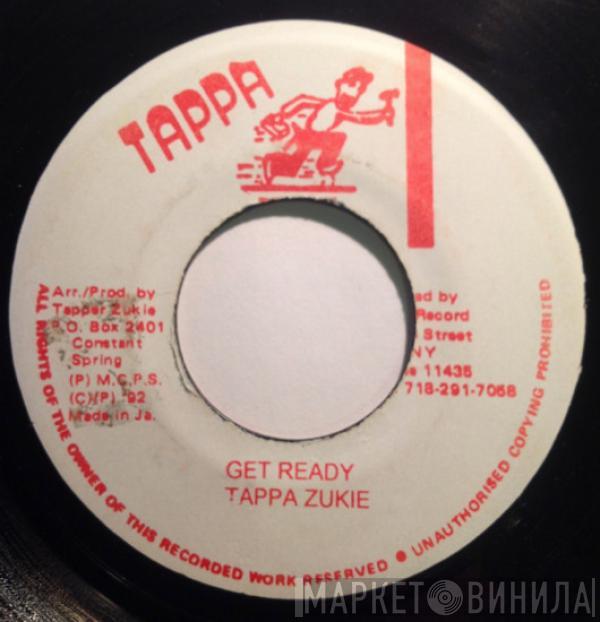 TAPPA
Arr./Prod. by
Tapper Zukie
P.O. Box 2401
Constant
Spring
(P) M.C.P.S.
(C)(P) '92
Made in Ja.
ed by
Record
Street
NY
11435
718-291-7068
GET READY
TAPPA ZUKIE
ALL RIGHTS OF THE OWNER OF THIS RECORDED WORK RESERVED ● UNAUTHORISED COPYING PROHIBITED
МАРКЕТ ВИНИЛА